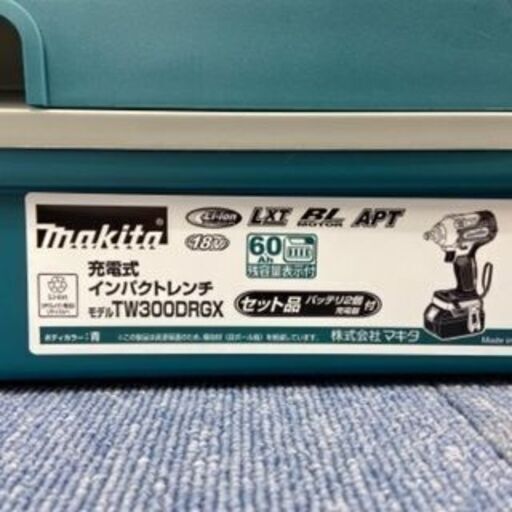 makita
Li-ion
LXT
BL
MOTOR
APT
18V
60
Ah
残容量表示付
充電式
インパクトレンチ
モデルTW300DRGX
セット品 バッテリ2個 充電器 付
Li-ion
ボディカラー:青
株式会社マキタ
Made in